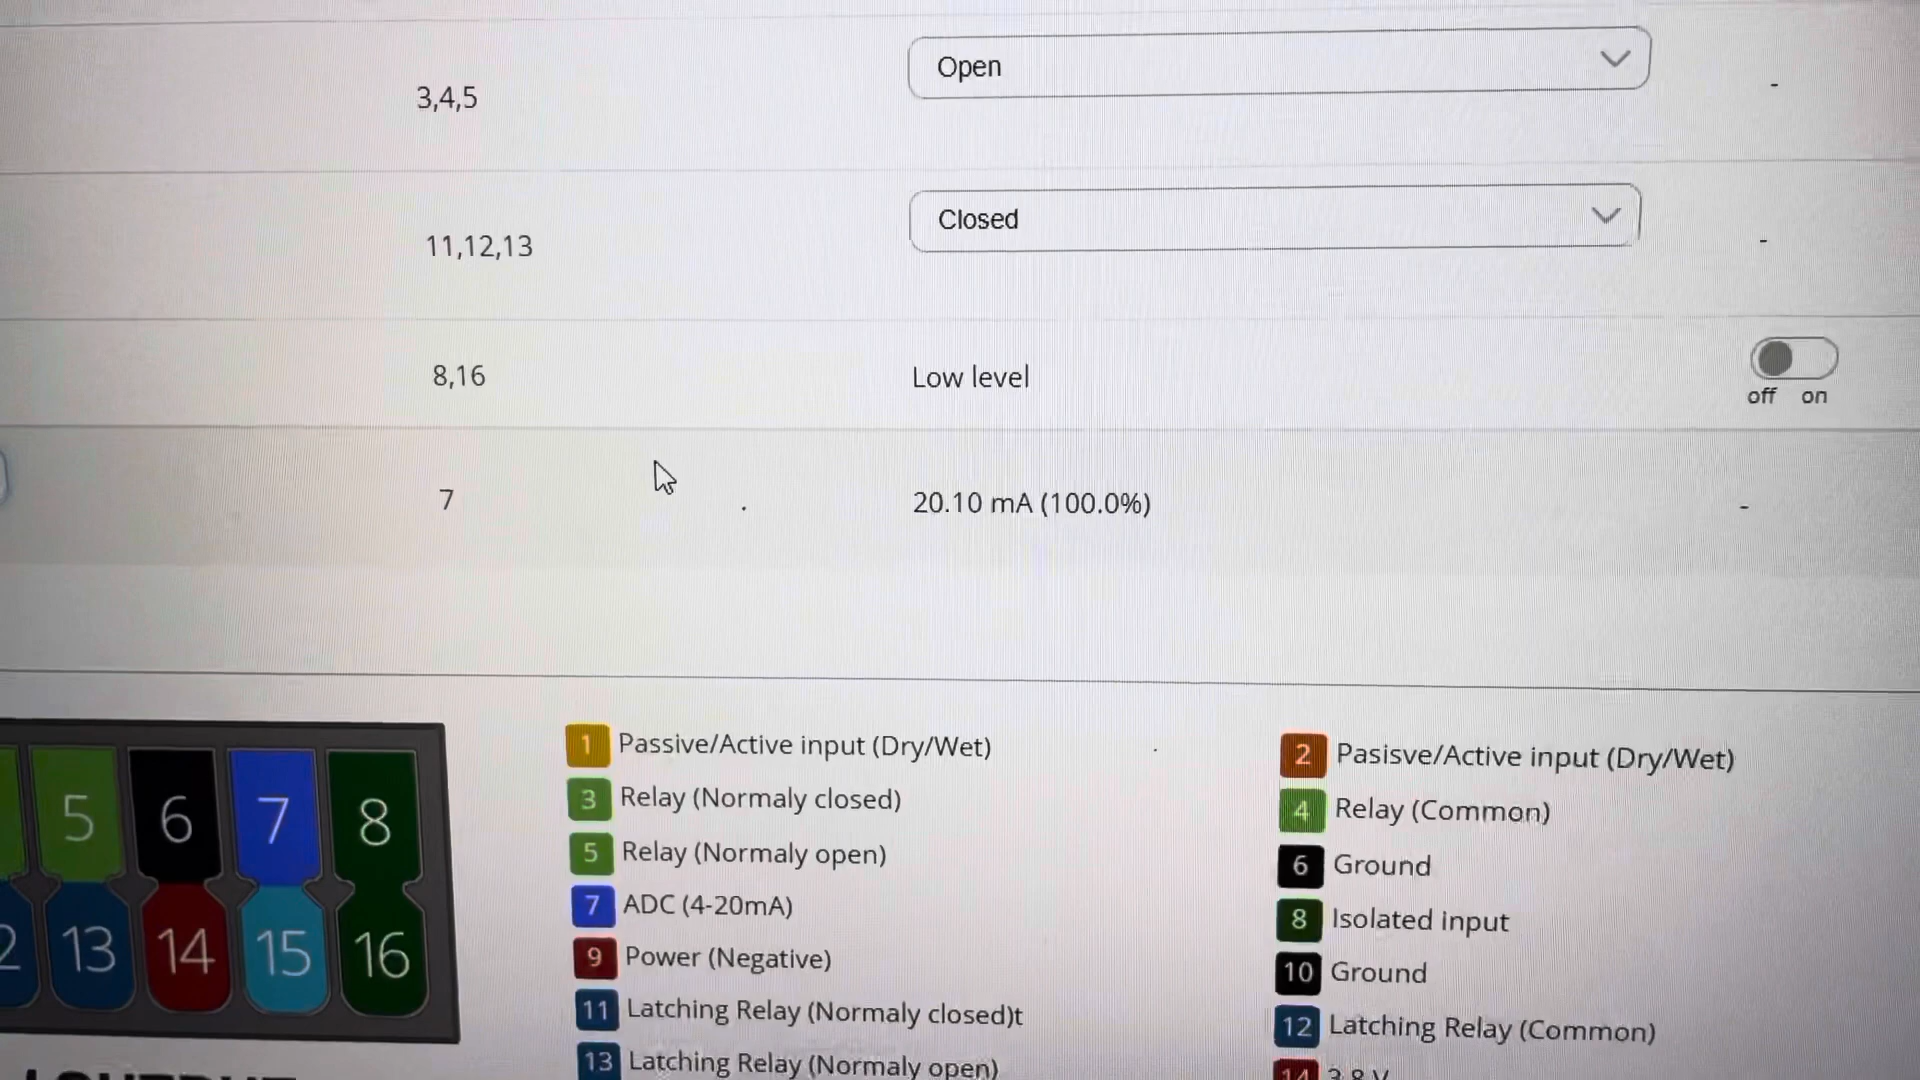 3,4,5
Open
-
11,12,13
Closed
-
8,16
Low level
off on
7
20.10 mA (100.0%)
-
5 6 7 8
13 14 15 16
1 Passive/Active input (Dry/Wet)
2 Pasisve/Active input (Dry/Wet)
3 Relay (Normaly closed)
4 Relay (Common)
5 Relay (Normaly open)
6 Ground
7 ADC (4-20mA)
8 Isolated input
9 Power (Negative)
10 Ground
11 Latching Relay (Normaly closed)t
12 Latching Relay (Common)
13 Latching Relay (Normaly open)
14 3.8 V